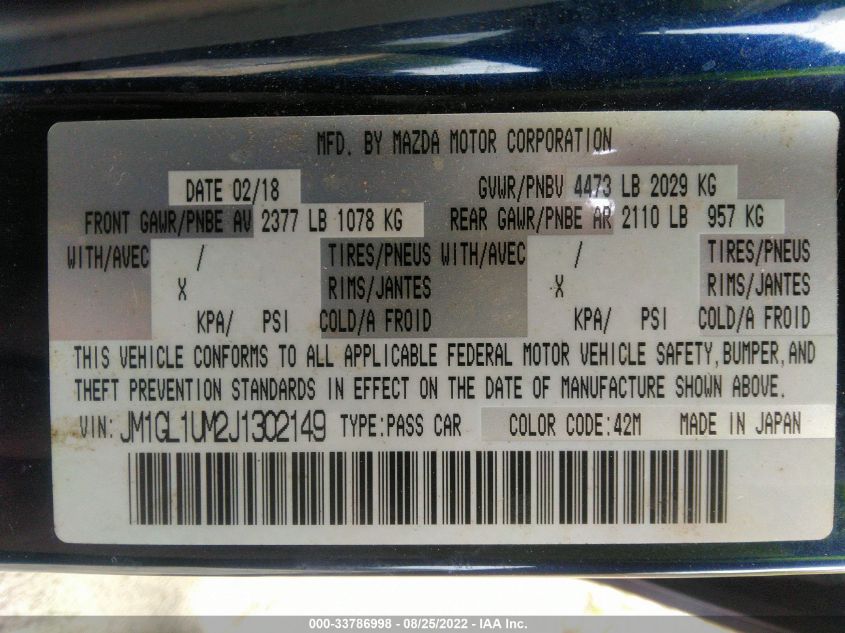 MFD. BY MAZDA MOTOR CORPORATION
DATE 02/18 GVWR/PNBV 4473 LB 2029 KG
FRONT GAWR/PNBE AV 2377 LB 1078 KG REAR GAWR/PNBE AR 2110 LB 957 KG
WITH/AVEC / TIRES/PNEUS WITH/AVEC / TIRES/PNEUS
X RIMS/JANTES X RIMS/JANTES
KPA/ PSI COLD/A FROID KPA/ PSI COLD/A FROID
THIS VEHICLE CONFORMS TO ALL APPLICABLE FEDERAL MOTOR VEHICLE SAFETY, BUMPER, AND
THEFT PREVENTION STANDARDS IN EFFECT ON THE DATE OF MANUFACTURE SHOWN ABOVE.
VIN: JM1GL1UM2J1302149 TYPE: PASS CAR COLOR CODE: 42M MADE IN JAPAN
000-33786998 - 08/25/2022 - IAA Inc.